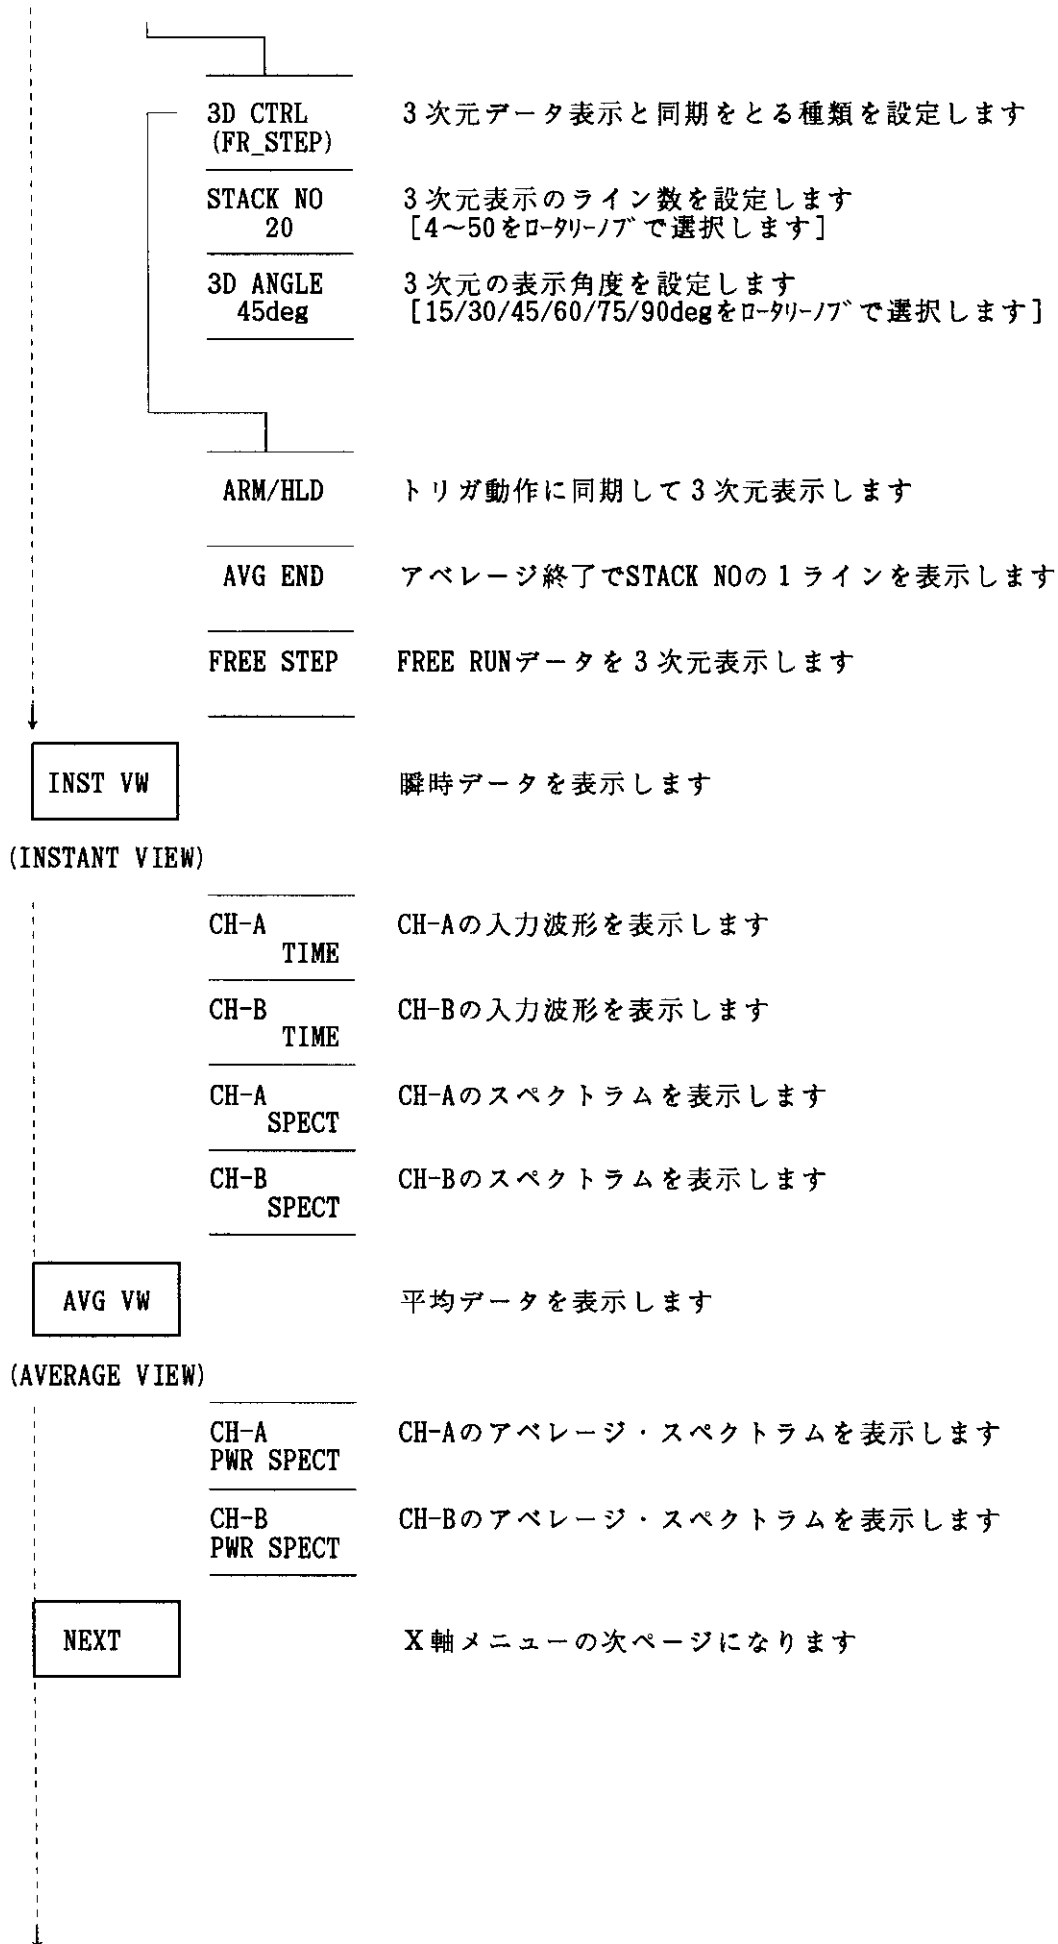 3D CTRL 3次元データ表示と同期をとる種類を設定します
(FR_STEP)
STACK NO 3次元表示のライン数を設定します
20 [4～50をﾛｰﾀﾘｰﾉﾌﾞで選択します]
3D ANGLE 3次元の表示角度を設定します
45deg [15/30/45/60/75/90degをﾛｰﾀﾘｰﾉﾌﾞで選択します]
ARM/HLD トリガ動作に同期して3次元表示します
AVG END アベレージ終了でSTACK NOの1ラインを表示します
FREE STEP FREE RUNデータを3次元表示します
INST VW 瞬時データを表示します
(INSTANT VIEW)
CH-A CH-Aの入力波形を表示します
TIME
CH-B CH-Bの入力波形を表示します
TIME
CH-A CH-Aのスペクトラムを表示します
SPECT
CH-B CH-Bのスペクトラムを表示します
SPECT
AVG VW 平均データを表示します
(AVERAGE VIEW)
CH-A CH-Aのアベレージ・スペクトラムを表示します
PWR SPECT
CH-B CH-Bのアベレージ・スペクトラムを表示します
PWR SPECT
NEXT X軸メニューの次ページになります